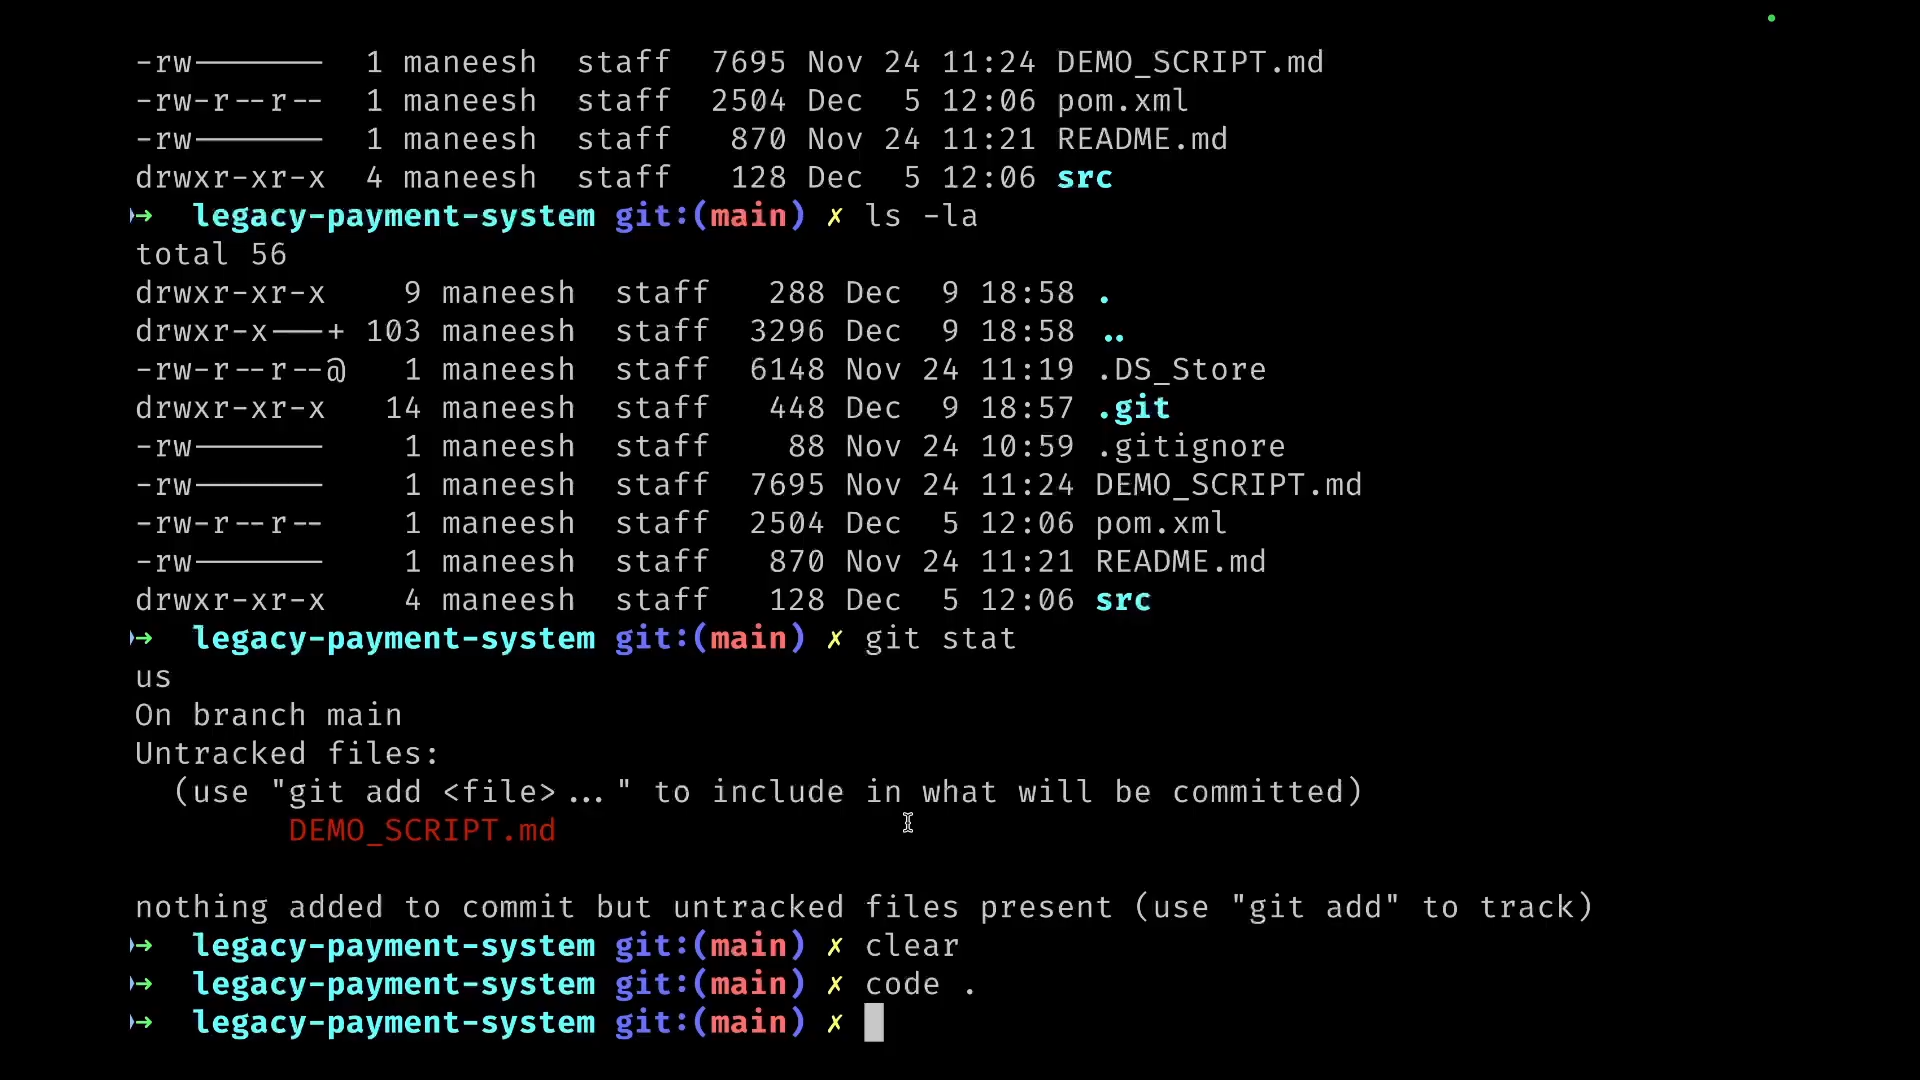 -rw------- 1 maneesh staff 7695 Nov 24 11:24 DEMO_SCRIPT.md
-rw-r--r-- 1 maneesh staff 2504 Dec 5 12:06 pom.xml
-rw------- 1 maneesh staff 870 Nov 24 11:21 README.md
drwxr-xr-x 4 maneesh staff 128 Dec 5 12:06 src
→ legacy-payment-system git:(main) ✗ ls -la
total 56
drwxr-xr-x 9 maneesh staff 288 Dec 9 18:58 .
drwxr-x---+ 103 maneesh staff 3296 Dec 9 18:58 ..
-rw-r--r--@ 1 maneesh staff 6148 Nov 24 11:19 .DS_Store
drwxr-xr-x 14 maneesh staff 448 Dec 9 18:57 .git
-rw------- 1 maneesh staff 88 Nov 24 10:59 .gitignore
-rw------- 1 maneesh staff 7695 Nov 24 11:24 DEMO_SCRIPT.md
-rw-r--r-- 1 maneesh staff 2504 Dec 5 12:06 pom.xml
-rw------- 1 maneesh staff 870 Nov 24 11:21 README.md
drwxr-xr-x 4 maneesh staff 128 Dec 5 12:06 src
→ legacy-payment-system git:(main) ✗ git stat
us
On branch main
Untracked files:
(use "git add <file>..." to include in what will be committed)
DEMO_SCRIPT.md
nothing added to commit but untracked files present (use "git add" to track)
→ legacy-payment-system git:(main) ✗ clear
→ legacy-payment-system git:(main) ✗ code .
→ legacy-payment-system git:(main) ✗